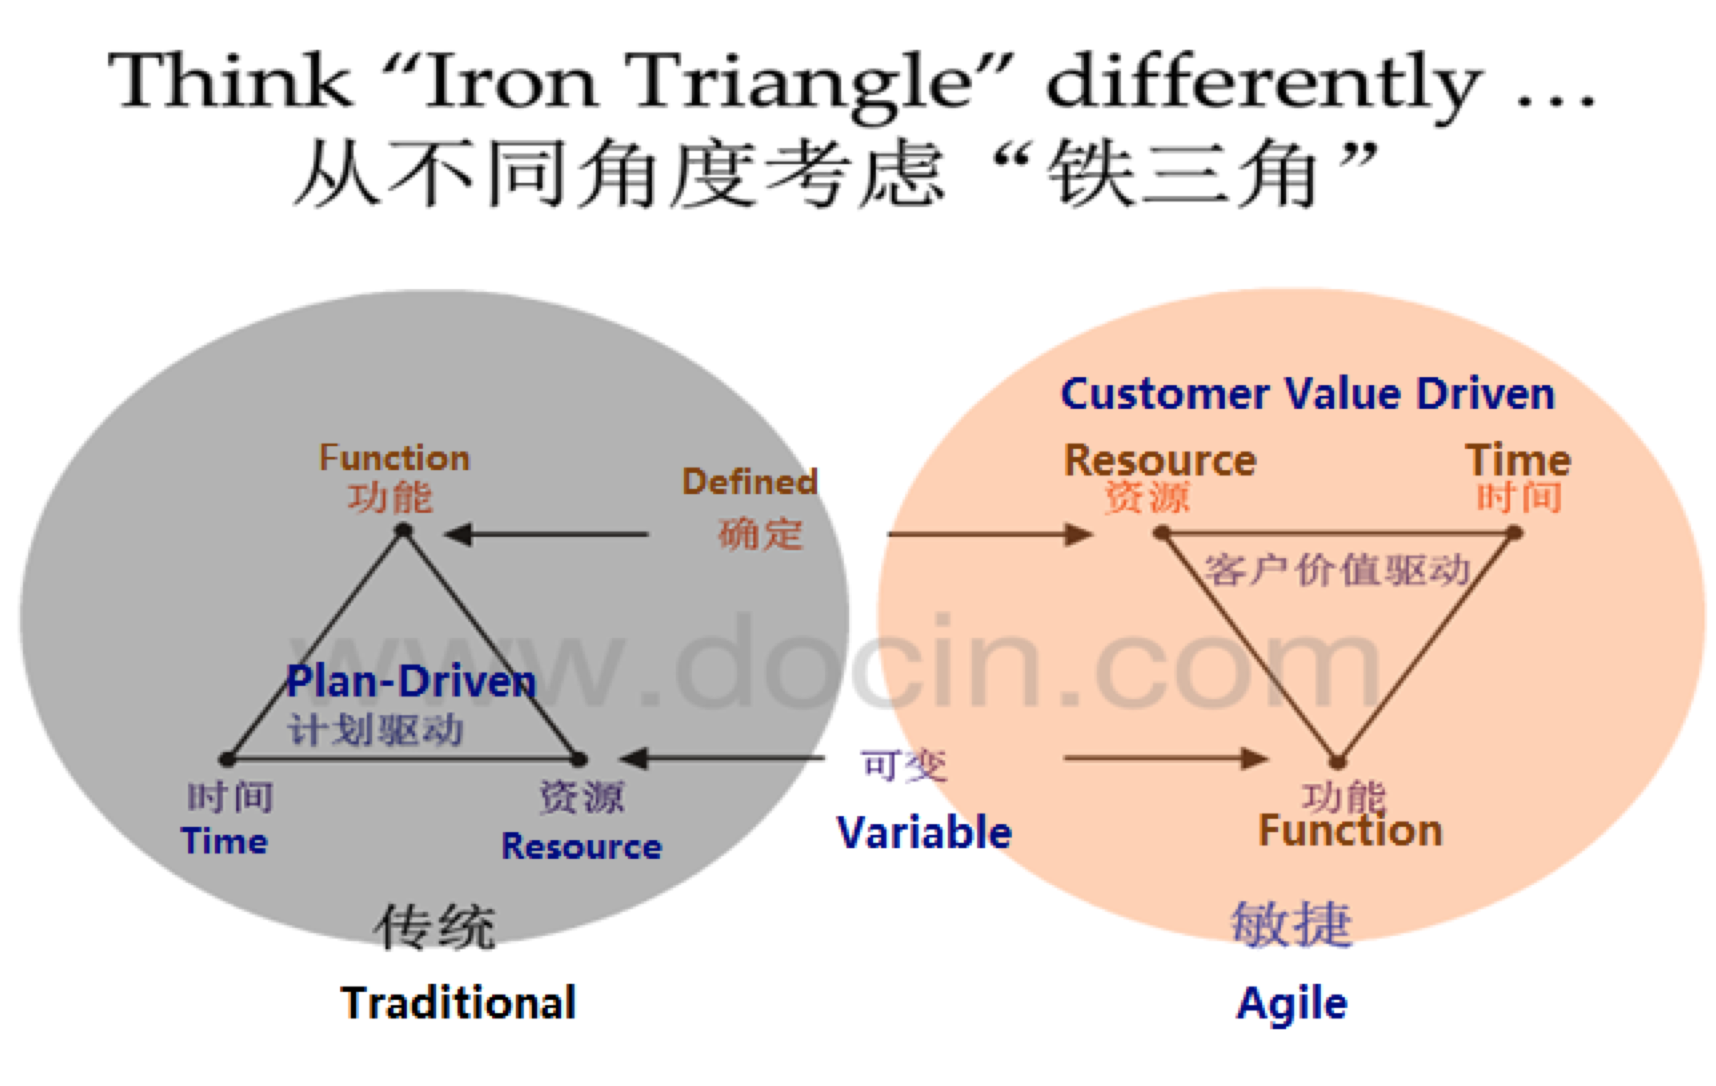 Think “Iron Triangle” differently …
从不同角度考虑“铁三角”
Customer Value Driven
Function
功能
Defined
确定
Resource
资源
Time
时间
客户价值驱动
www.docin.com
Plan-Driven
计划驱动
时间
Time
资源
Resource
可变
Variable
功能
Function
传统
Traditional
敏捷
Agile